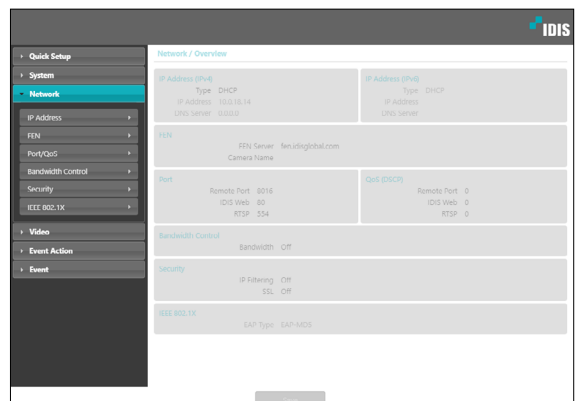 IDIS
Quick Setup
System
Network
IP Address
FEN
Port/QoS
Bandwidth Control
Security
IEEE 802.1X
Video
Event Action
Event
Network / Overview
IP Address (IPv4)
Type DHCP
IP Address 10.0.16.14
DNS Server 0.0.0.0
IP Address (IPv6)
Type DHCP
IP Address
DNS Server
FEN
FEN Server fen.idisglobal.com
Camera Name
Port
Remote Port 8016
IDIS Web 80
RTSP 554
QoS (DSCP)
Remote Port 0
IDIS Web 0
RTSP 0
Bandwidth Control
Bandwidth Off
Security
IP Filtering Off
SSL Off
IEEE 802.1X
EAP Type EAP-MD5